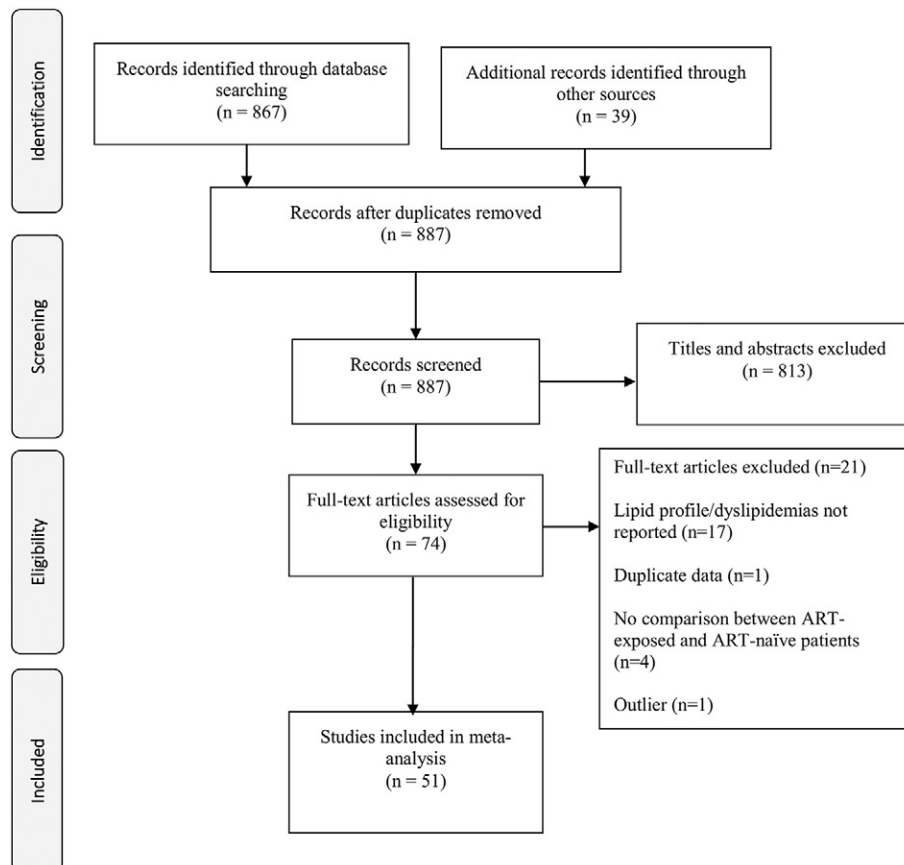 Identification
Records identified through database
searching
(n = 867)
Additional records identified through
other sources
(n = 39)
Records after duplicates removed
(n = 887)
Screening
Records screened
(n = 887)
Titles and abstracts excluded
(n = 813)
Eligibility
Full-text articles assessed for
eligibility
(n = 74)
Full-text articles excluded (n=21)
Lipid profile/dyslipidemias not
reported (n=17)
Duplicate data (n=1)
No comparison between ART-
exposed and ART-naïve patients
(n=4)
Outlier (n=1)
Included
Studies included in meta-
analysis
(n = 51)